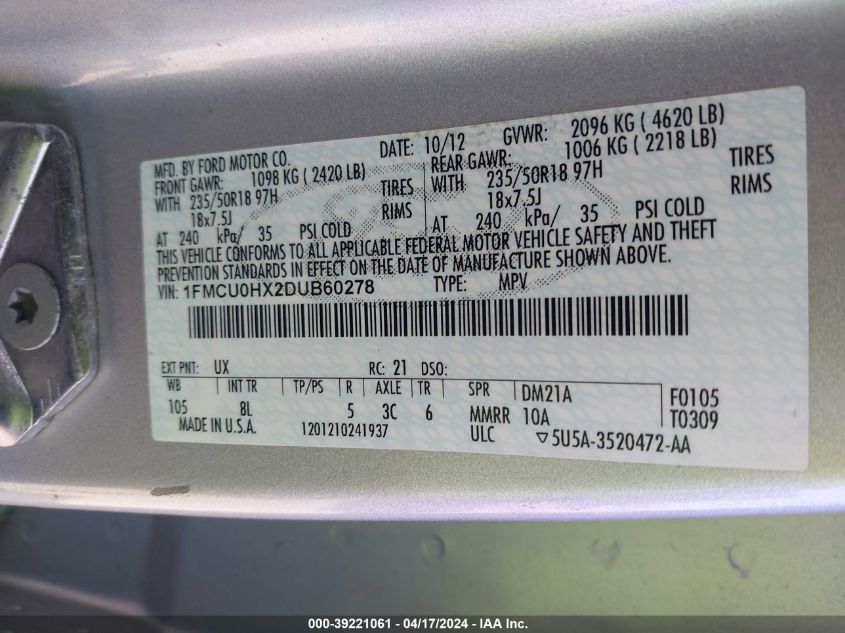 MFD. BY FORD MOTOR CO. DATE: 10/12 GVWR: 2096 KG ( 4620 LB)
FRONT GAWR: 1098 KG ( 2420 LB) REAR GAWR: 1006 KG ( 2218 LB)
WITH 235/50R18 97H TIRES WITH 235/50R18 97H TIRES
18x7.5J RIMS 18x7.5J RIMS
AT 240 kPa/ 35 PSI COLD AT 240 kPa/ 35 PSI COLD
THIS VEHICLE CONFORMS TO ALL APPLICABLE FEDERAL MOTOR VEHICLE SAFETY AND THEFT
PREVENTION STANDARDS IN EFFECT ON THE DATE OF MANUFACTURE SHOWN ABOVE.
VIN: 1FMCU0HX2DUB60278 TYPE: MPV
EXT PNT: UX RC: 21 DSO:
WB INT TR TP/PS R AXLE TR SPR DM21A F0105
105 8L 5 3C 6 MMRR 10A T0309
MADE IN U.S.A. 1201210241937 ULC 5U5A-3520472-AA
000-39221061 - 04/17/2024 - IAA Inc.